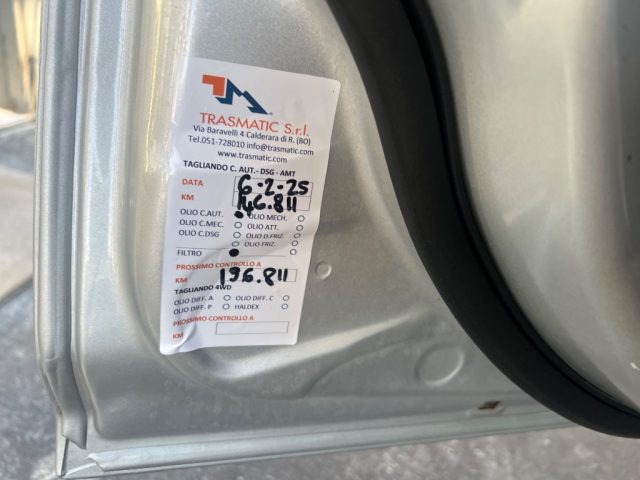 TM
TRASMATIC S.r.l.
Via Baravelli 4 Calderara di R. (BO)
Tel.051-728010 info@trasmatic.com
www.trasmatic.com
TAGLIANDO C. AUT.- DSG - AMT
DATA 6-2-25
KM 146.811
OLIO C.AUT. OLIO MECH.
OLIO C.MEC. OLIO ATT.
OLIO C.DSG OLIO D.FRIZ.
OLIO FRIZ.
FILTRO
PROSSIMO CONTROLLO A
KM 196.811
TAGLIANDO 4WD
OLIO DIFF. A OLIO DIFF. C
OLIO DIFF. P HALDEX
PROSSIMO CONTROLLO A
KM